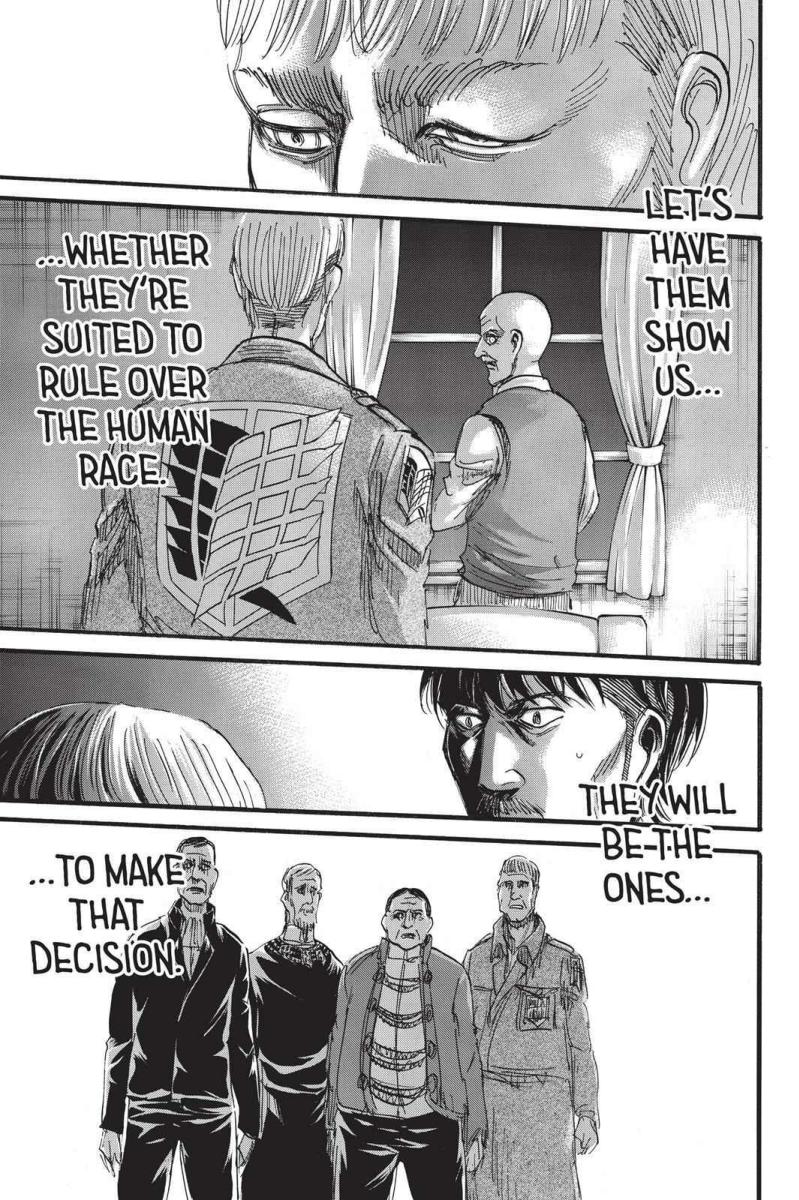 LET'S
HAVE
THEM
SHOW
US...
...WHETHER
THEY'RE
SUITED TO
RULE OVER
THE HUMAN
RACE.
THEY WILL
BE THE
ONES...
...TO MAKE
THAT
DECISION.